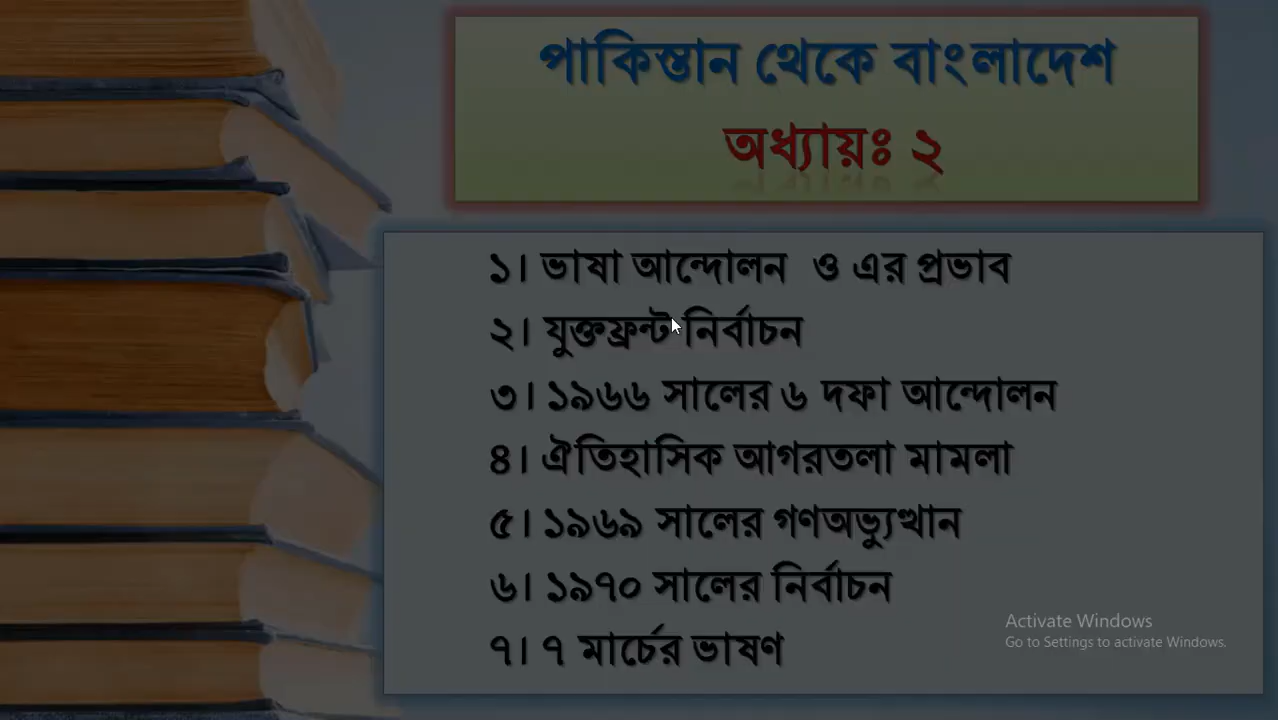 পাকিস্তান থেকে বাংলাদেশ
অধ্যায়ঃ ২
১। ভাষা আন্দোলন ও এর প্রভাব
২। যুক্তফ্রন্ট নির্বাচন
৩। ১৯৬৬ সালের ৬ দফা আন্দোলন
৪। ঐতিহাসিক আগরতলা মামলা
৫। ১৯৬৯ সালের গণঅভ্যুত্থান
৬। ১৯৭০ সালের নির্বাচন
৭। ৭ মার্চের ভাষণ
Activate Windows
Go to Settings to activate Windows.